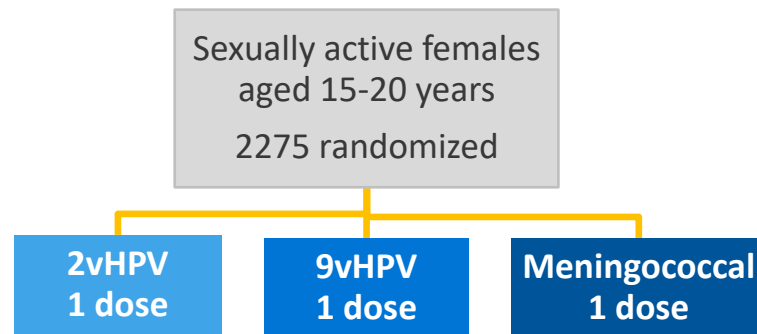 Sexually active females
aged 15-20 years
2275 randomized
2vHPV
1 dose
9vHPV
1 dose
Meningococcal
1 dose